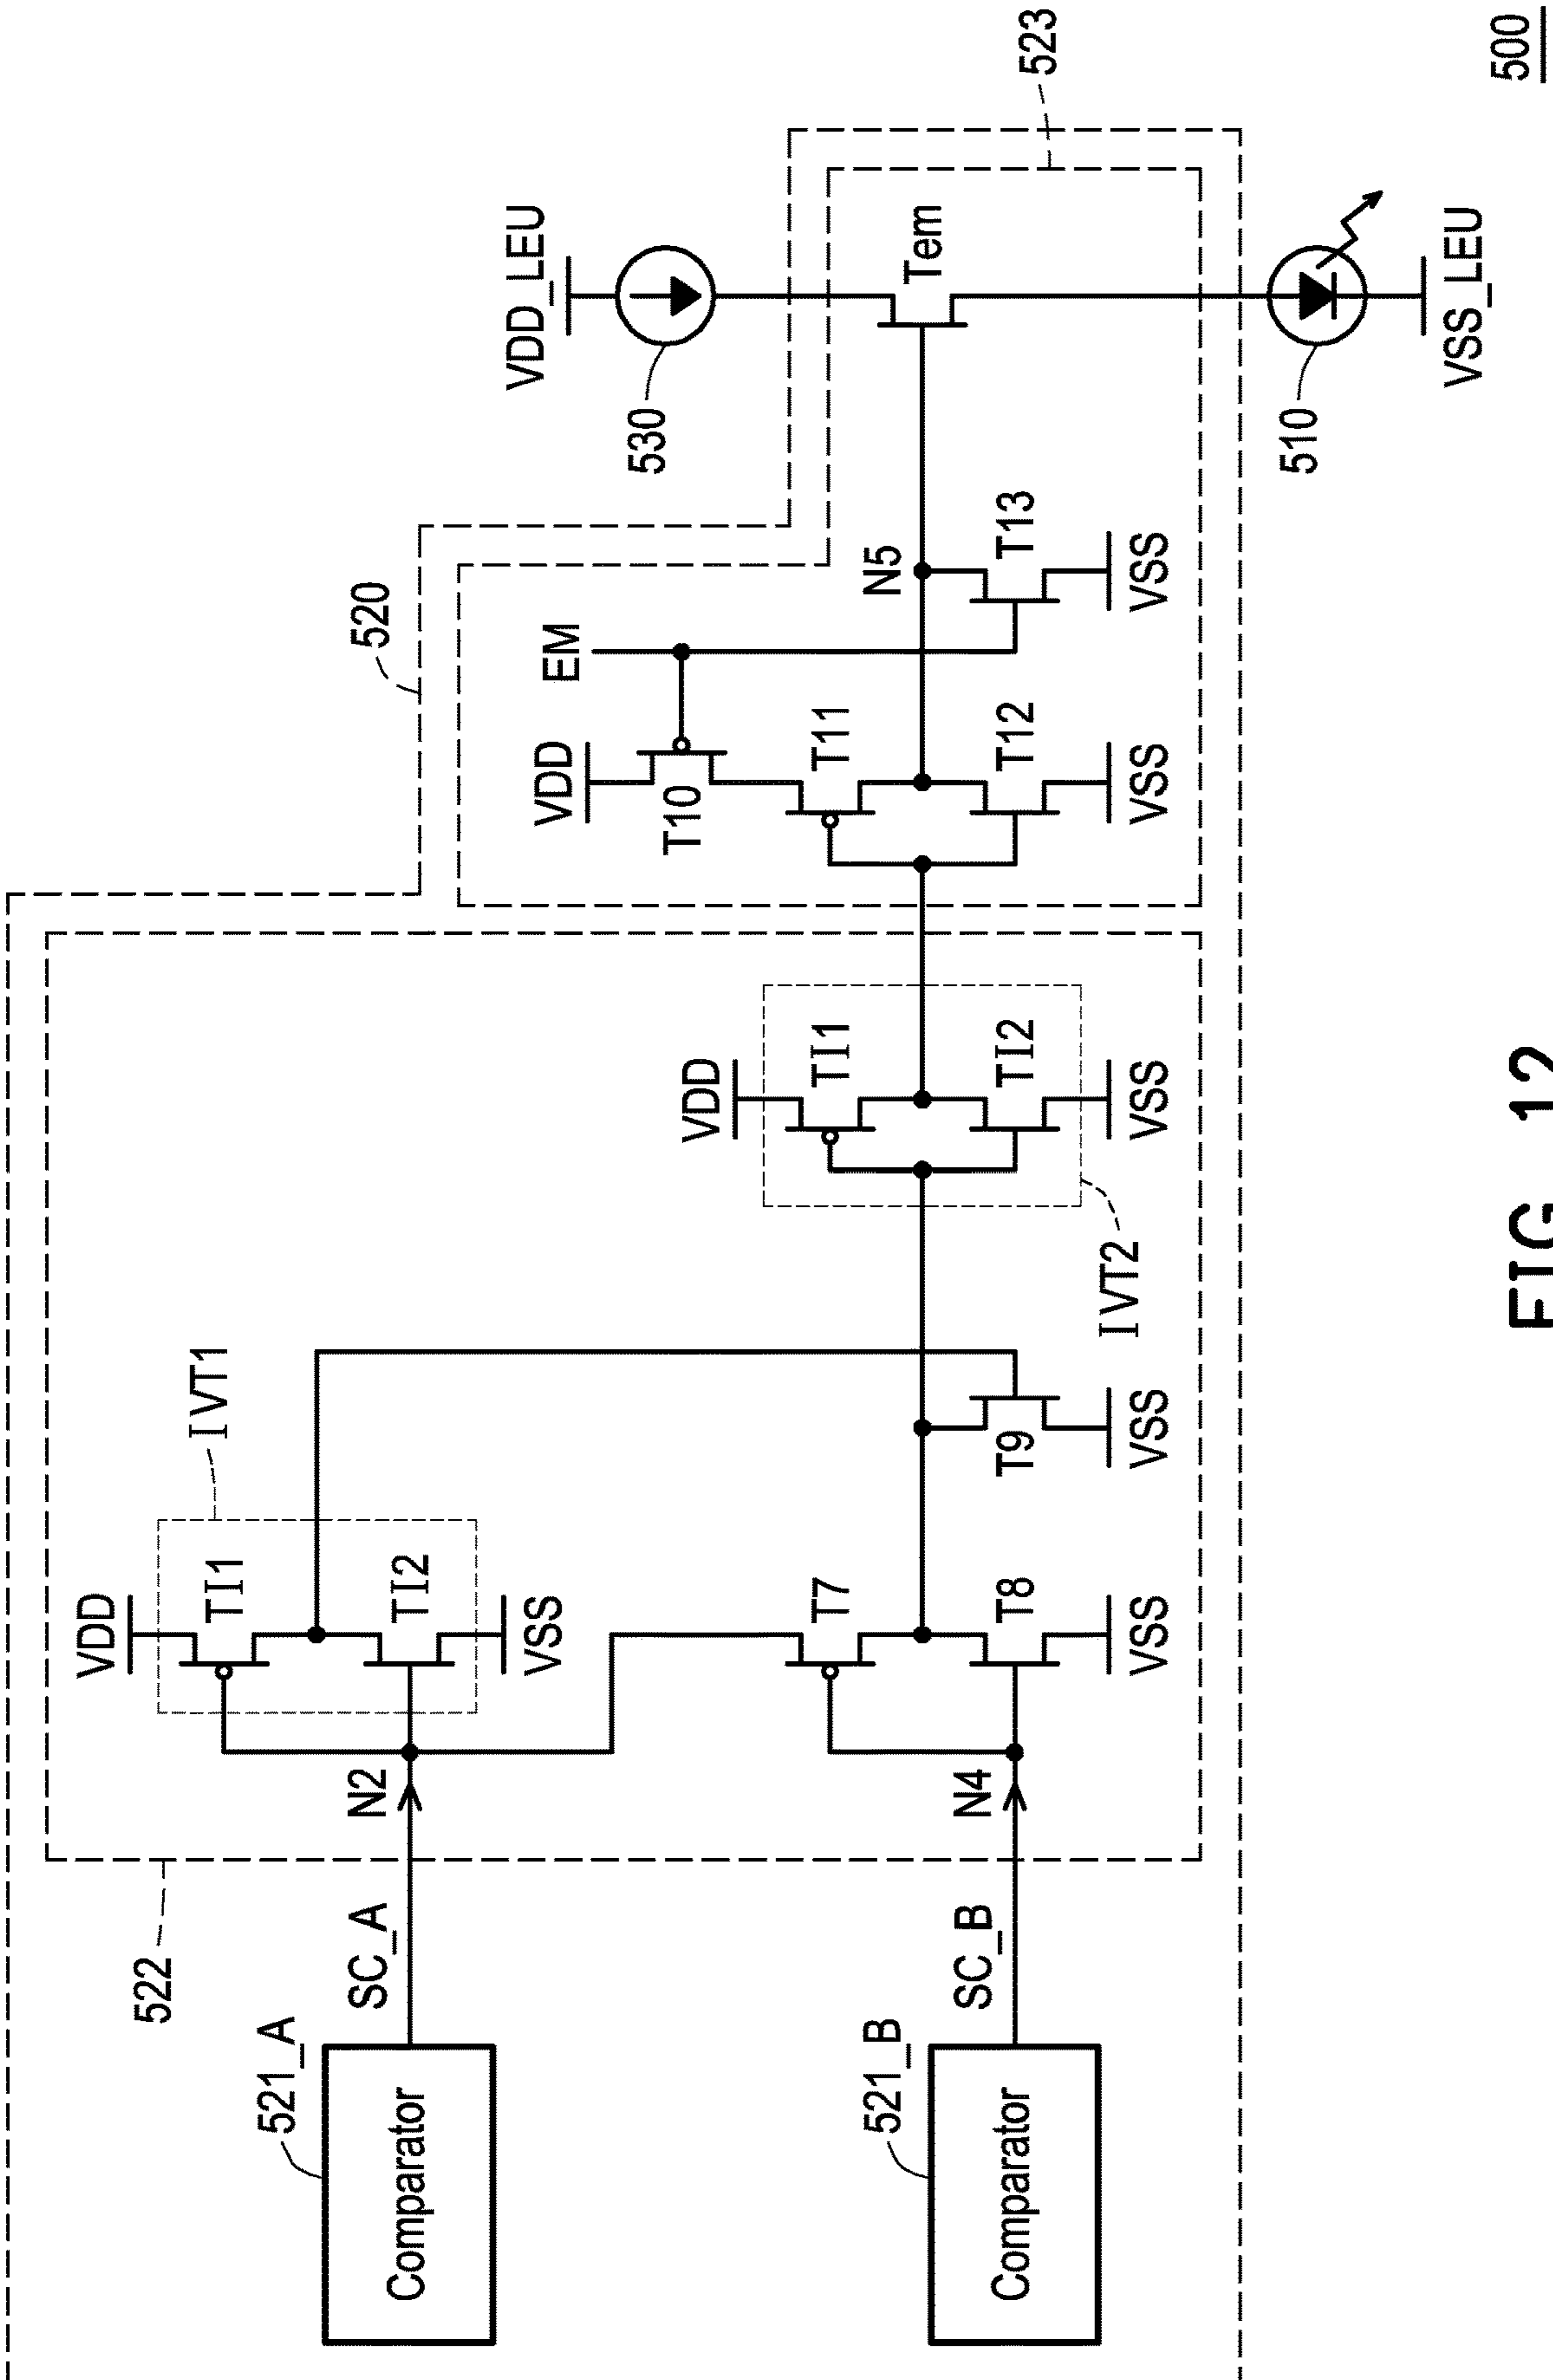 500
523
520
VDD_LEU
530
Tem
510
VSS_LEU
EM
N5
T13
VSS
VDD
T10
T11
T12
VSS
VDD
TI1
TI2
VSS
IVT2
IVT1
VDD
TI1
TI2
VSS
T9
VSS
T7
T8
VSS
N2
N4
522
SC_A
SC_B
521_A
Comparator
521_B
Comparator
FIG. 12